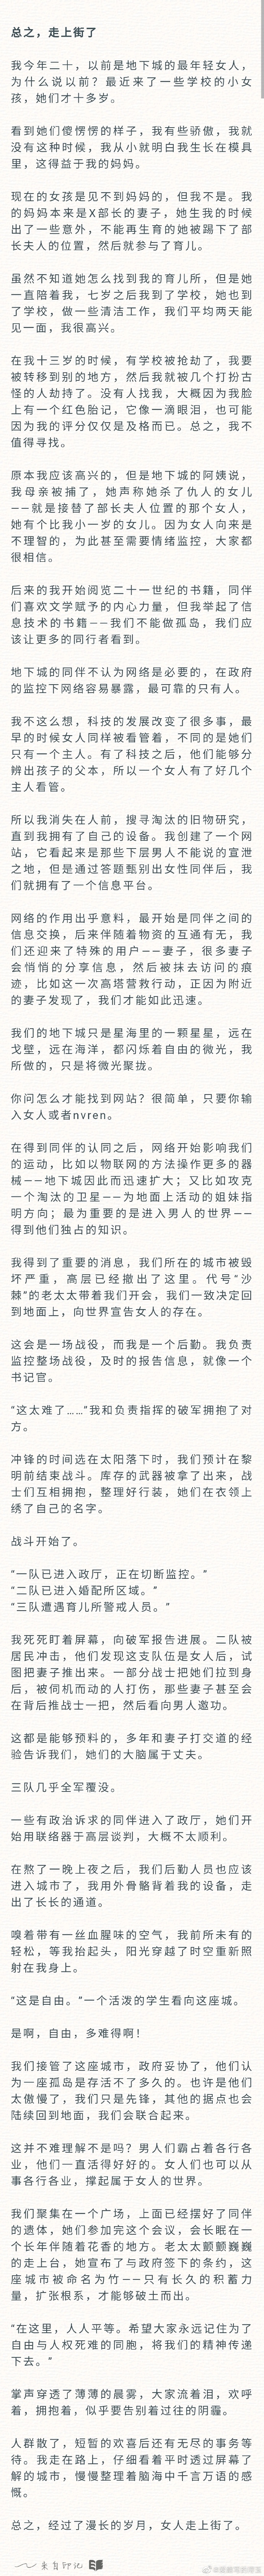 总之，走上街了
我今年二十，以前是地下城的最年轻女人，
为什么说以前？最近来了一些学校的小女
孩，她们才十多岁。
看到她们傻愣愣的样子，我有些骄傲，我就
没有这种时候，我从小就明白我生长在模具
里，这得益于我的妈妈。
现在的女孩是见不到妈妈的，但我不是。我
的妈妈本来是X部长的妻子，她生我的时候
出了一些意外，不能再生育的她被踢下了部
长夫人的位置，然后就参与了育儿。
虽然不知道她怎么找到我的育儿所，但是她
一直陪着我，七岁之后我到了学校，她也到
了学校，做一些清洁工作，我们平均两天能
见一面，我很高兴。
在我十三岁的时候，有学校被抢劫了，我要
被转移到别的地方，然后我就被几个打扮古
怪的人劫持了。没有人找我，大概因为我脸
上有一个红色胎记，它像一滴眼泪，也可能
因为我的评分仅仅是及格而已。总之，我不
值得寻找。
原本我应该高兴的，但是地下城的阿姨说，
我母亲被捕了，她声称她杀了仇人的女儿
——就是接替了部长夫人位置的那个女人，
她有个比我小一岁的女儿。因为女人向来是
不理智的，为此甚至需要情绪监控，大家都
很相信。
后来的我开始阅览二十一世纪的书籍，同伴
们喜欢文学赋予的内心力量，但我举起了信
息技术的书籍——我们不能做孤岛，我们应
该让更多的同行者看到。
地下城的同伴不认为网络是必要的，在政府
的监控下网络容易暴露，最可靠的只有人。
我不这么想，科技的发展改变了很多事，最
早的时候女人同样被看管着，不同的是她们
只有一个主人。有了科技之后，他们能够分
辨出孩子的父本，所以一个女人有了好几个
主人看管。
所以我消失在人前，搜寻淘汰的旧物研究，
直到我拥有了自己的设备。我创建了一个网
站，它看起来是那些下层男人不能说的宣泄
之地，但是通过答题甄别出女性同伴后，我
们就拥有了一个信息平台。
网络的作用出乎意料，最开始是同伴之间的
信息交换，后来伴随着物资的互通有无，我
们还迎来了特殊的用户——妻子，很多妻子
会悄悄的分享信息，然后被抹去访问的痕
迹，比如这一次高塔营救行动，正因为附近
的妻子发现了，我们才能如此迅速。
我们的地下城只是星海里的一颗星星，远在
戈壁，远在海洋，都闪烁着自由的微光，我
所做的，只是将微光聚拢。
你问怎么才能找到网站？很简单，只要你输
入女人或者nvren。
在得到同伴的认同之后，网络开始影响我们
的运动，比如以物联网的方法操作更多的器
械——地下城因此而迅速扩大；又比如攻克
一个淘汰的卫星——为地面上活动的姐妹指
明方向；最为重要的是进入男人的世界——
得到他们独占的知识。
我得到了重要的消息，我们所在的城市被毁
坏严重，高层已经撤出了这里。代号“沙
棘”的老太太带着我们开会，我们一致决定回
到地面上，向世界宣告女人的存在。
这会是一场战役，而我是一个后勤。我负责
监控整场战役，及时的报告信息，就像一个
书记官。
“这太难了……”我和负责指挥的破军拥抱了对
方。
冲锋的时间选在太阳落下时，我们预计在黎
明前结束战斗。库存的武器被拿了出来，战
士们互相拥抱，整理好行装，她们在衣领上
绣了自己的名字。
战斗开始了。
“一队已进入政厅，正在切断监控。”
“二队已进入婚配所区域。”
“三队遭遇育儿所警戒人员。”
我死死盯着屏幕，向破军报告进展。二队被
居民冲击，他们发现这支队伍是女人后，试
图把妻子推出来。一部分战士把她们拉到身
后，被伺机而动的人打伤，那些妻子甚至会
在背后推战士一把，然后看向男人邀功。
这都是能够预料的，多年和妻子打交道的经
验告诉我们，她们的大脑属于丈夫。
三队几乎全军覆没。
一些有政治诉求的同伴进入了政厅，她们开
始用联络器于高层谈判，大概不太顺利。
在熬了一晚上夜之后，我们后勤人员也应该
进入城市了，我用外骨骼背着我的设备，走
出了长长的通道。
嗅着带有一丝血腥味的空气，我前所未有的
轻松，等我抬起头，阳光穿越了时空重新照
射在我身上。
“这是自由。”一个活泼的学生看向这座城。
是啊，自由，多难得啊！
我们接管了这座城市，政府妥协了，他们认
为一座孤岛是存活不了多久的。也许是他们
太傲慢了，我们只是先锋，其他的据点也会
陆续回到地面，我们会联合起来。
这并不难理解不是吗？男人们霸占着各行各
业，他们一直活得好好的。女人们也可以从
事各行各业，撑起属于女人的世界。
我们聚集在一个广场，上面已经摆好了同伴
的遗体，她们参加完这个会议，会长眠在一
个长年伴随着花香的地方。老太太颤颤巍巍
的走上台，她宣布了与政府签下的条约，这
座城市被命名为竹——只有长久的积蓄力
量，扩张根系，才能够破土而出。
“在这里，人人平等。希望大家永远记住为了
自由与人权死难的同胞，将我们的精神传递
下去。”
掌声穿透了薄薄的晨雾，大家流着泪，欢呼
着，拥抱着，似乎要告别着过往的阴霾。
人群散了，短暂的欢喜后还有无尽的事务等
待。我走在路上，仔细看着平时透过屏幕了
解的城市，慢慢整理着脑海中千言万语的感
慨。
总之，经过了漫长的岁月，女人走上街了。
来自印记